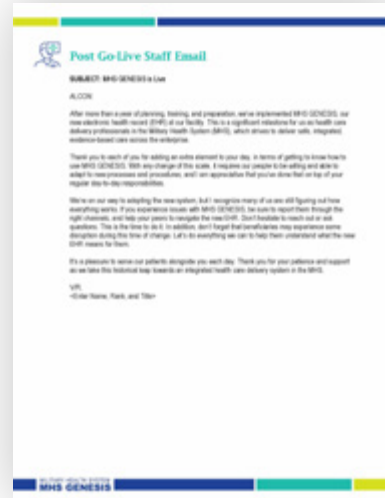 Post Go-Live Staff Email
SUBJECT: MHS GENESIS is Live
ALCON:
After more than a year of planning, training, and preparation, we've implemented MHS GENESIS, our
new electronic health record (EHR) at our facility. This is a significant milestone for us as health care
delivery professionals in the Military Health System (MHS), which strives to deliver safe, integrated
evidence-based care across the enterprise.
Thank you to each of you for adding an extra element to your day, in terms of getting to know how to
use MHS GENESIS. With any change of this scale, it requires our people to be willing and able to
adapt to new processes and procedures, and I am appreciative that you've done that on top of your
regular day-to-day responsibilities.
We're on our way to adopting the new system, but I recognize many of us are still figuring out how
everything works. If you experience issues with MHS GENESIS, be sure to report them through the
right channels, and help your peers to navigate the new EHR. Don't hesitate to reach out or ask
questions. This is the time to do it. In addition, don't forget that beneficiaries may experience some
disruption during this time of change. Let's do everything we can to help them understand what the new
EHR means for them.
It's a pleasure to serve our patients alongside you each day. Thank you for your patience and support
as we take this historical leap towards an integrated health care delivery system in the MHS.
V/R,
<Enter Name, Rank, and Title>
MILITARY HEALTH SYSTEM
MHS GENESIS